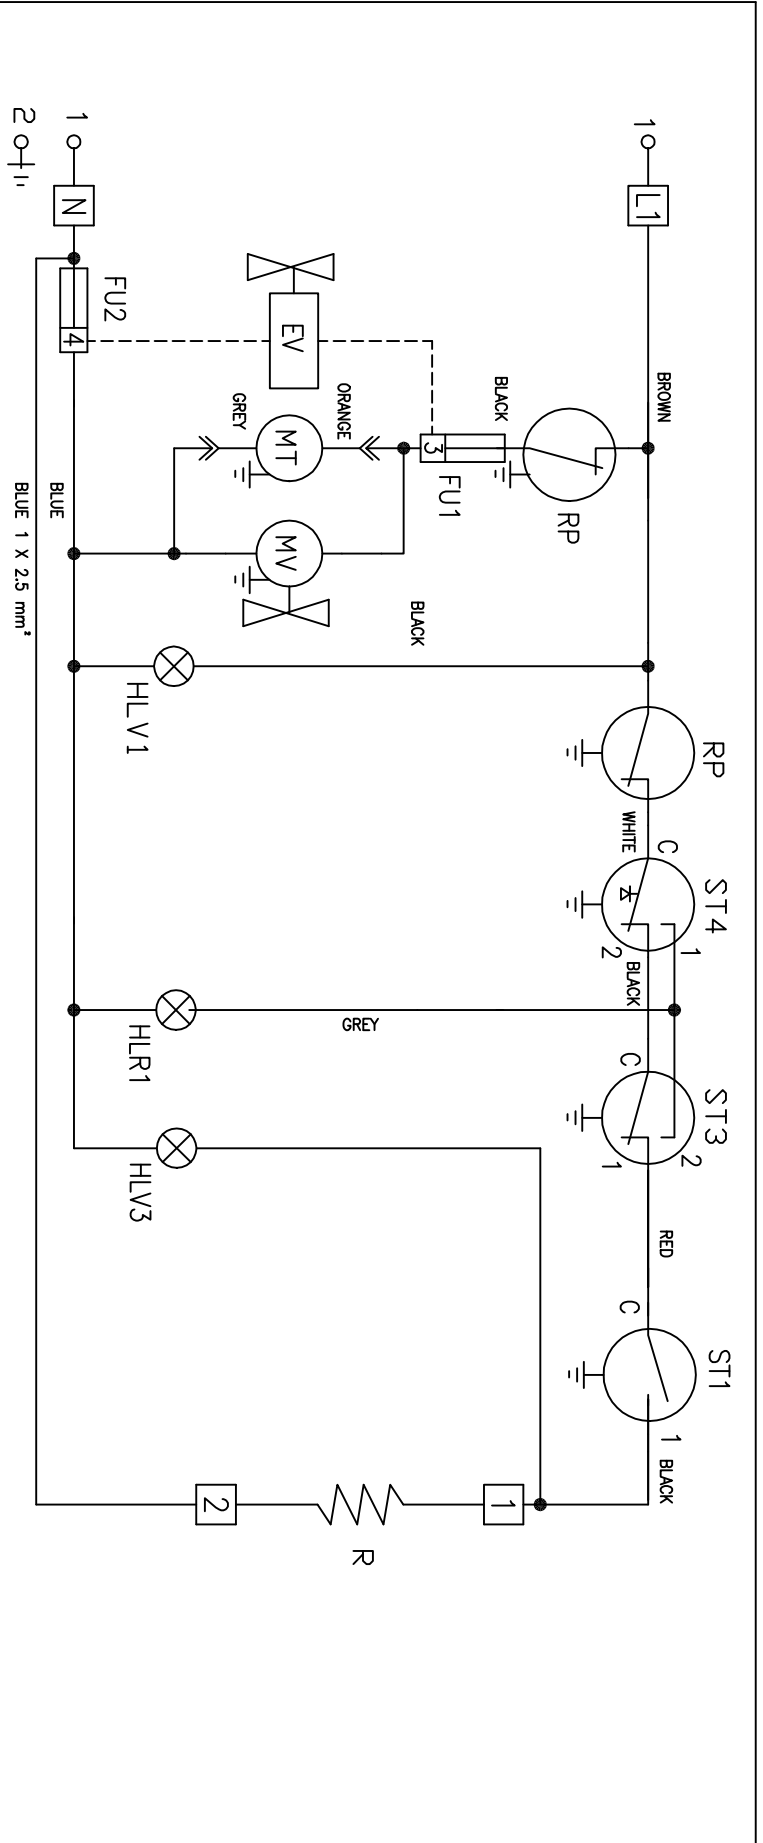 RP
ST4
ST3
ST1
1
2
1
BROWN
C
RED
BLACK
1
L1
WHITE
2
BLACK
C
1
C
RP
BLACK
1
FU1
3
BLACK
R
ORANGE
GREY
EV
MT
MV
GREY
2
HLV1
HLR1
HLV3
FU2
1
N
4
BLUE
2
BLUE 1 X 2.5 mm²